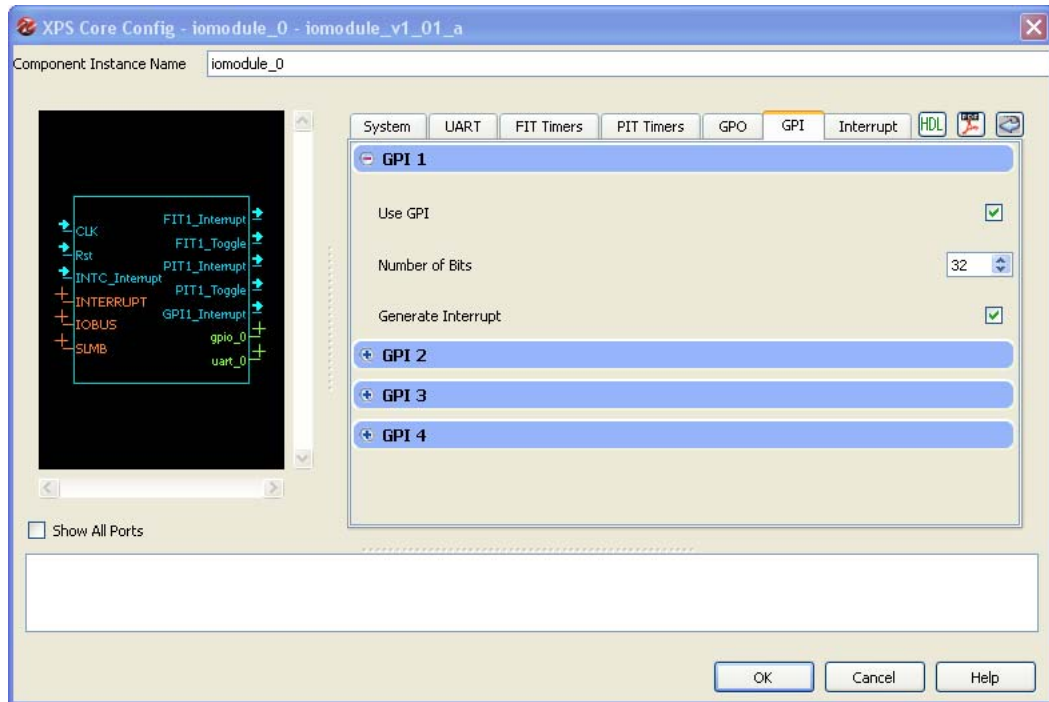 XPS Core Config - iomodule_0 - iomodule_v1_01_a
Component Instance Name iomodule_0
System UART FIT Timers PIT Timers GPO GPI Interrupt HDL
GPI 1
Use GPI
Number of Bits 32
Generate Interrupt
GPI 2
GPI 3
GPI 4
CLK
Rst
INTC_Interrupt
INTERRUPT
IOBUS
SLMB
FIT1_Interrupt
FIT1_Toggle
PIT1_Interrupt
PIT1_Toggle
GPI1_Interrupt
gpio_0
uart_0
Show All Ports
OK Cancel Help